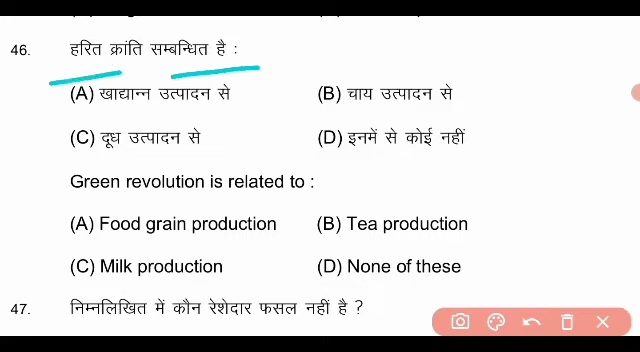 46. हरित क्रांति सम्बन्धित है :
(A) खाद्यान्न उत्पादन से (B) चाय उत्पादन से
(C) दूध उत्पादन से (D) इनमें से कोई नहीं
Green revolution is related to :
(A) Food grain production (B) Tea production
(C) Milk production (D) None of these
47. निम्नलिखित में कौन रेशेदार फसल नहीं है ?